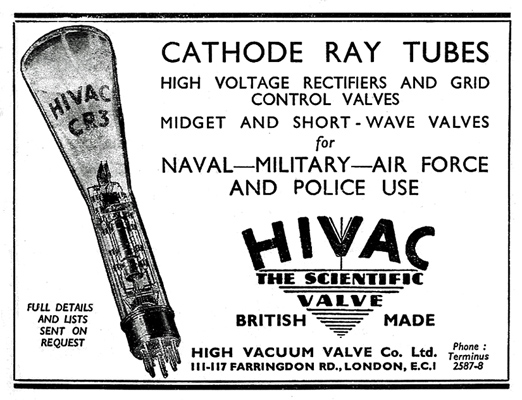 HIVAC
CR3
CATHODE RAY TUBES
HIGH VOLTAGE RECTIFIERS AND GRID
CONTROL VALVES
MIDGET AND SHORT-WAVE VALVES
for
NAVAL—MILITARY—AIR FORCE
AND POLICE USE
HIVAC
THE SCIENTIFIC
VALVE
BRITISH MADE
FULL DETAILS
AND LISTS
SENT ON
REQUEST
HIGH VACUUM VALVE Co. Ltd.
111-117 FARRINGDON RD., LONDON, E.C.1
Phone :
Terminus
2587-8